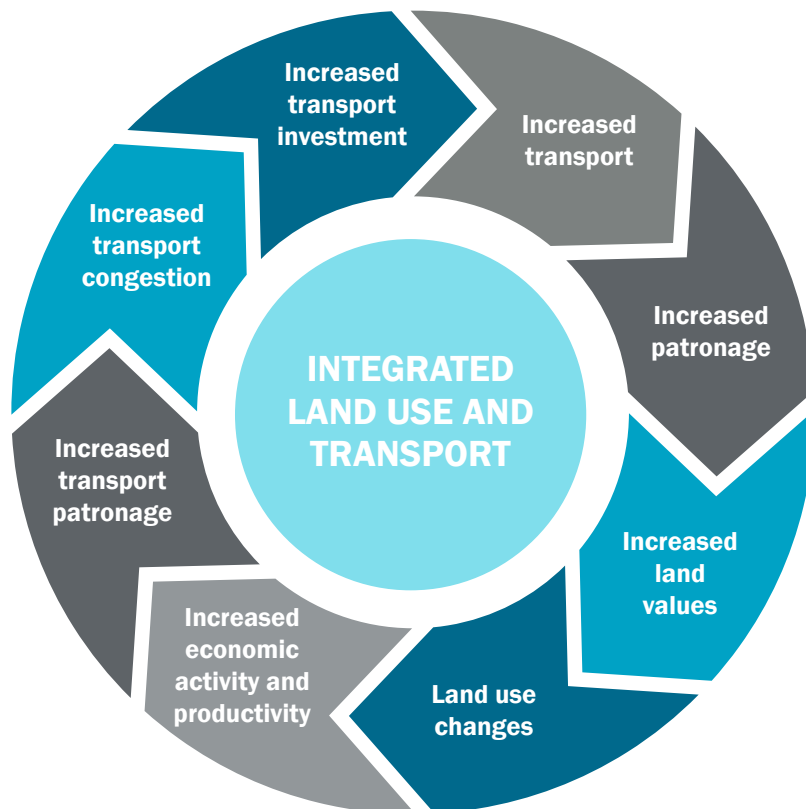 Increased
transport
investment
Increased
transport
Increased
patronage
Increased
land
values
Land use
changes
Increased
economic
activity and
productivity
Increased
transport
patronage
Increased
transport
congestion
INTEGRATED
LAND USE AND
TRANSPORT